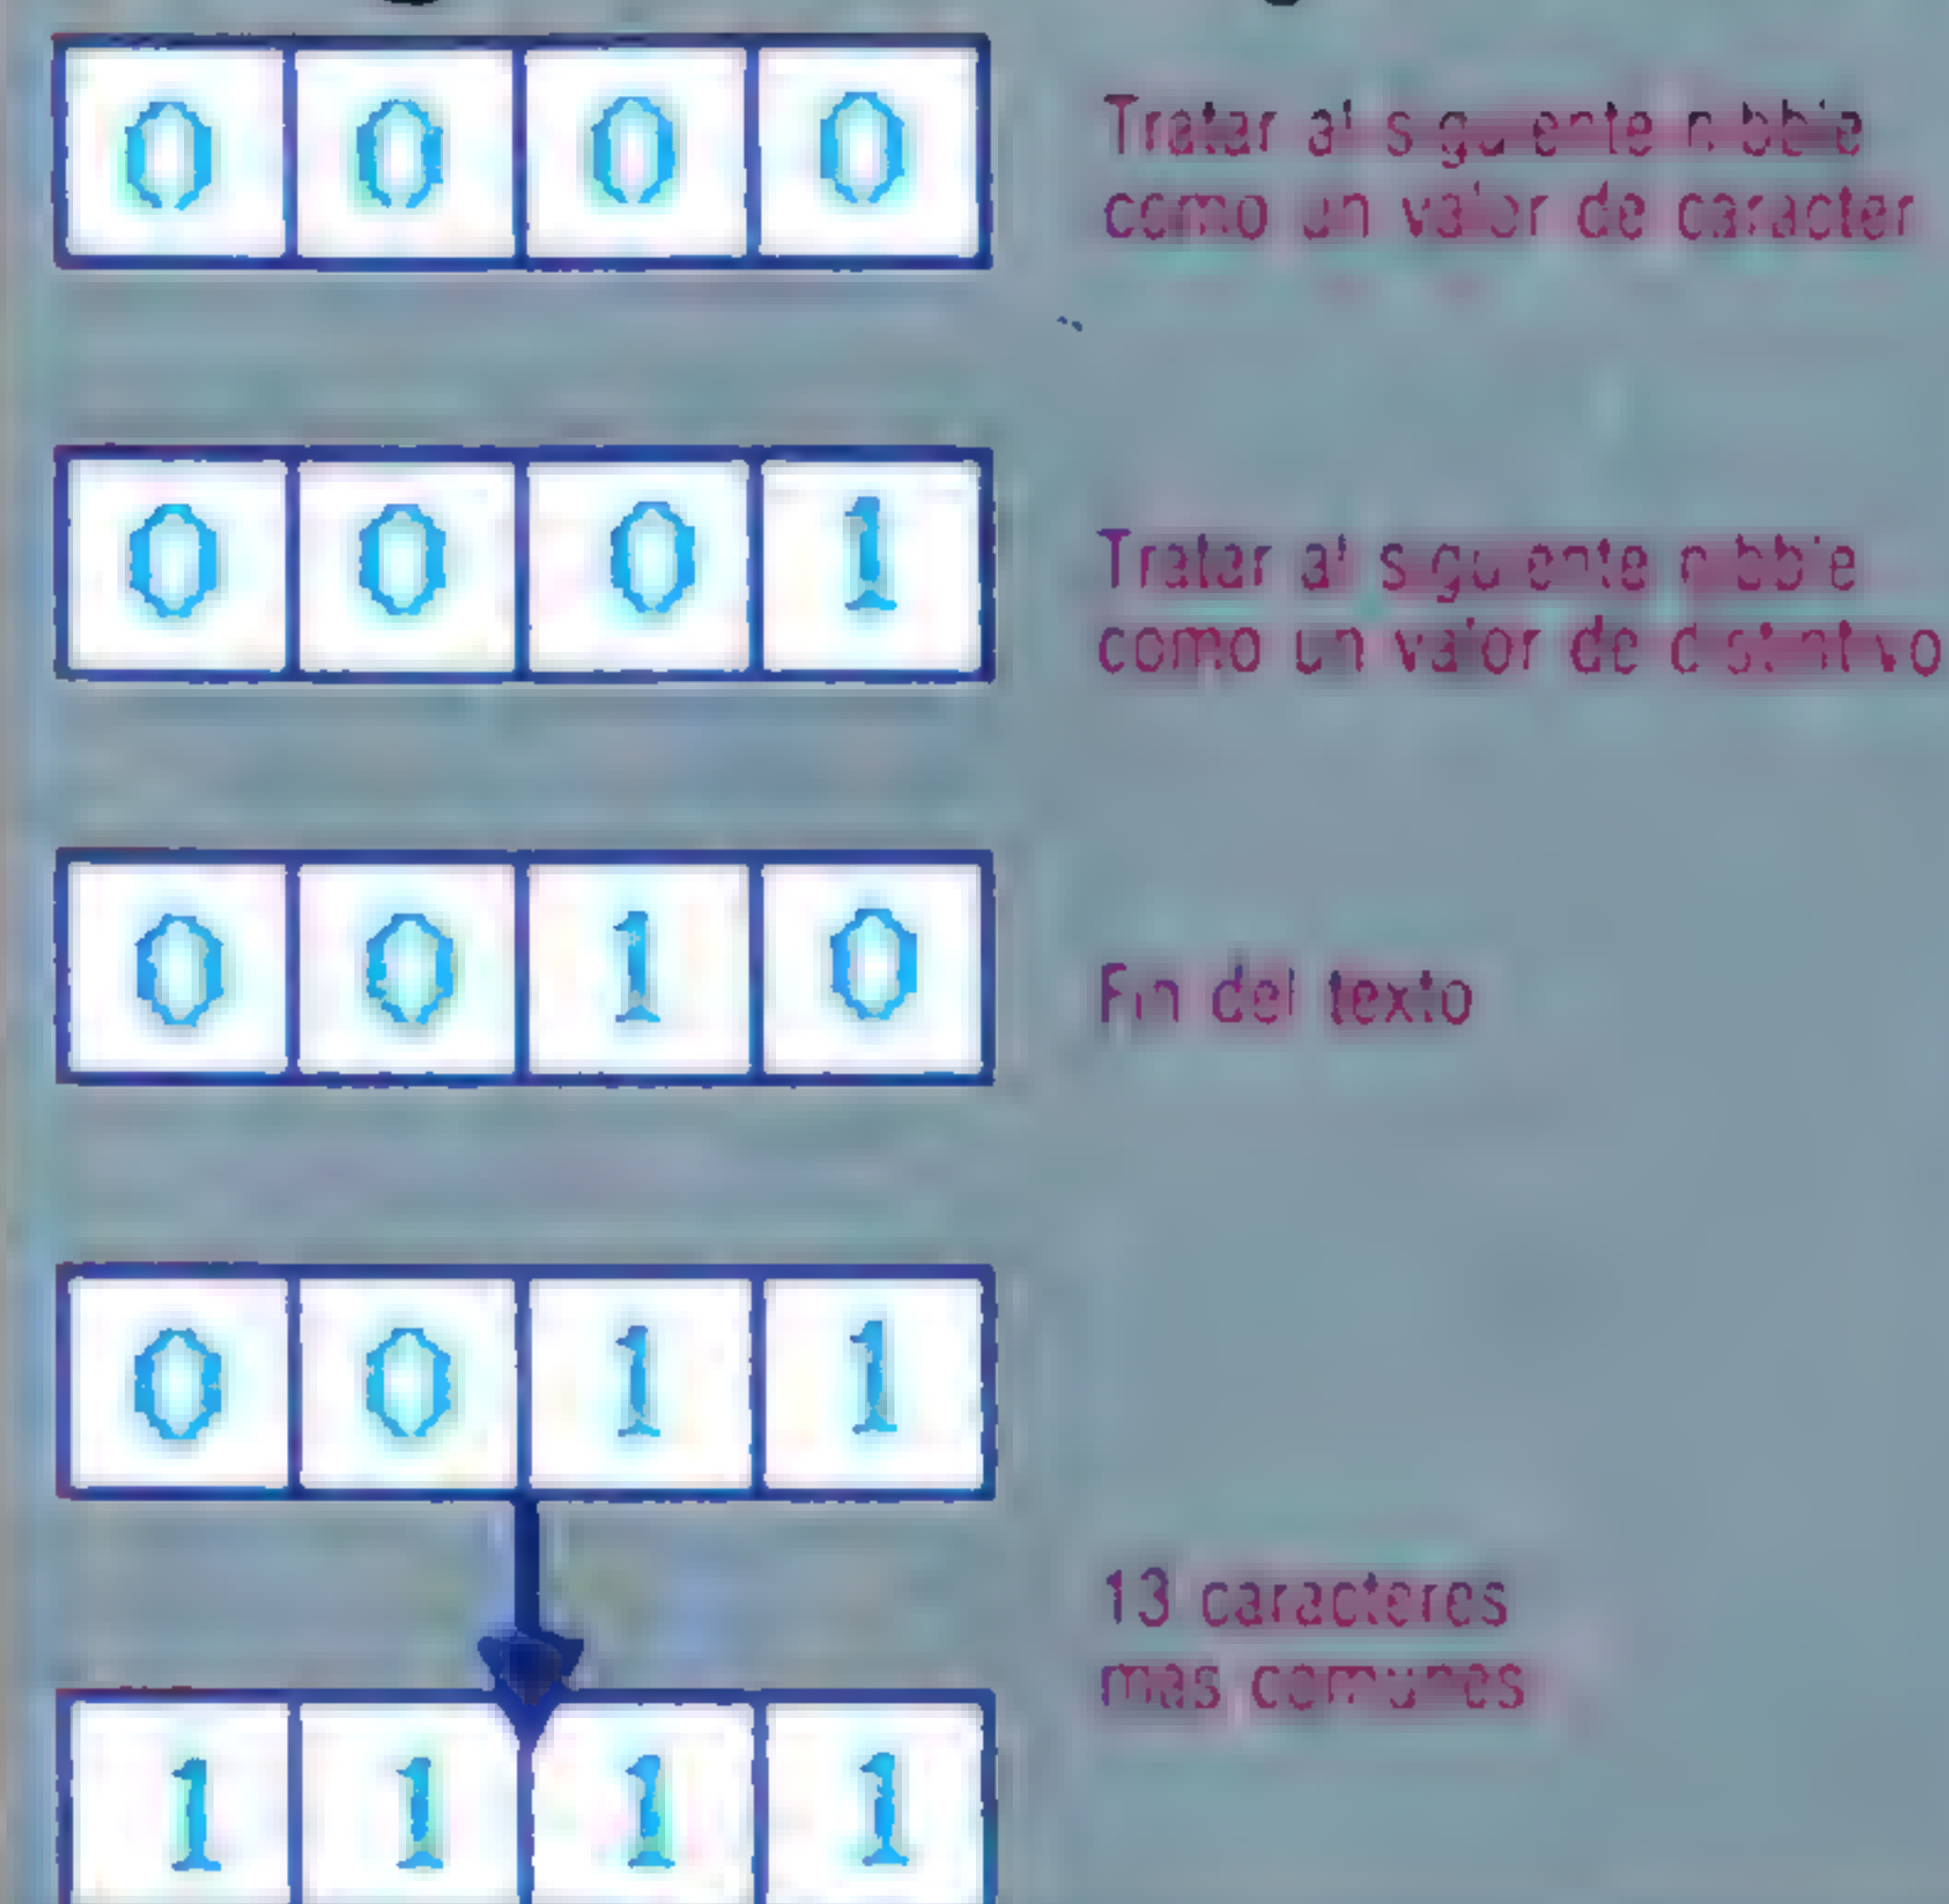 0 0 0 0
Tratar al siguiente nibble
como un valor de caracter
0 0 0 1
Tratar al siguiente nibble
como un valor de distintivo
0 0 1 0
Fin del texto
0 0 1 1
13 caracteres
mas comunes
1 1 1 1